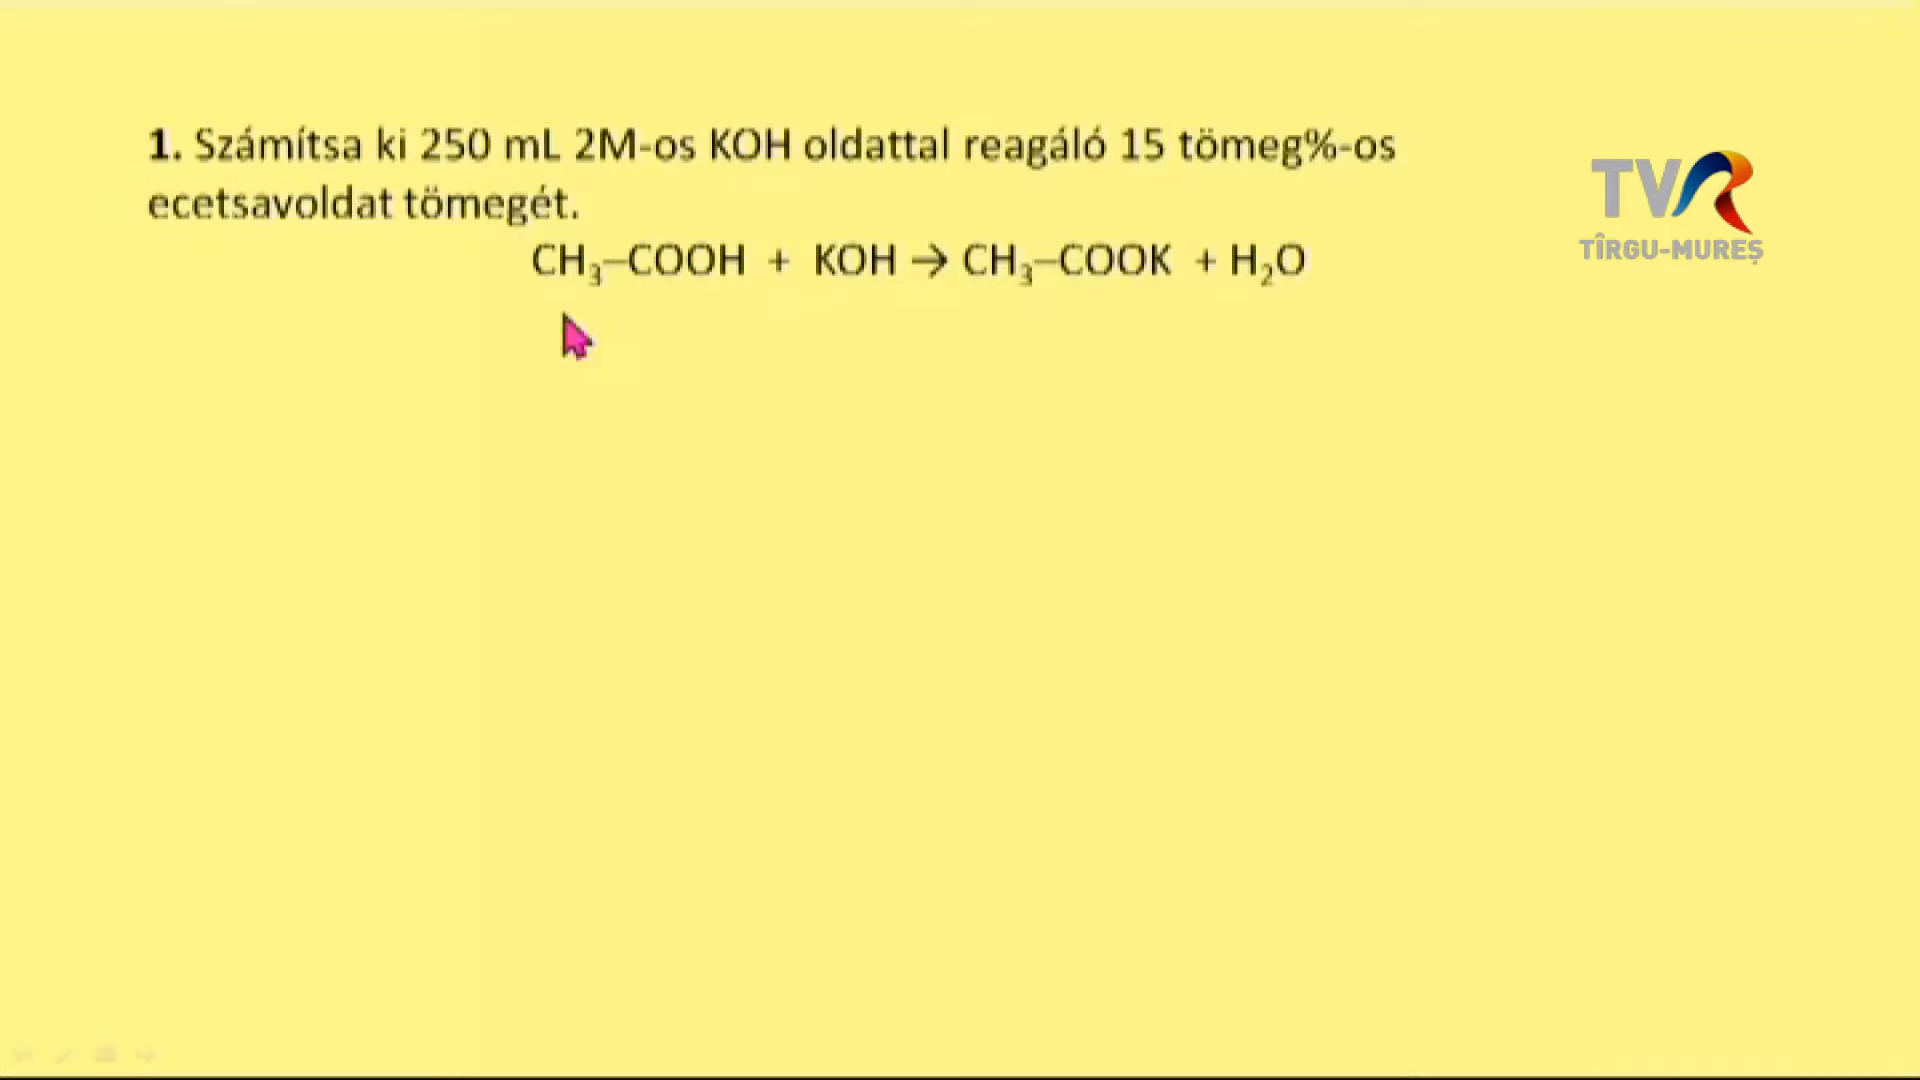 1. Számítsa ki 250 mL 2M-os KOH oldattal reagáló 15 tömeg%-os
ecetsavoldat tömegét.
CH₃–COOH + KOH → CH₃–COOK + H₂O
TVR
TÎRGU-MUREȘ